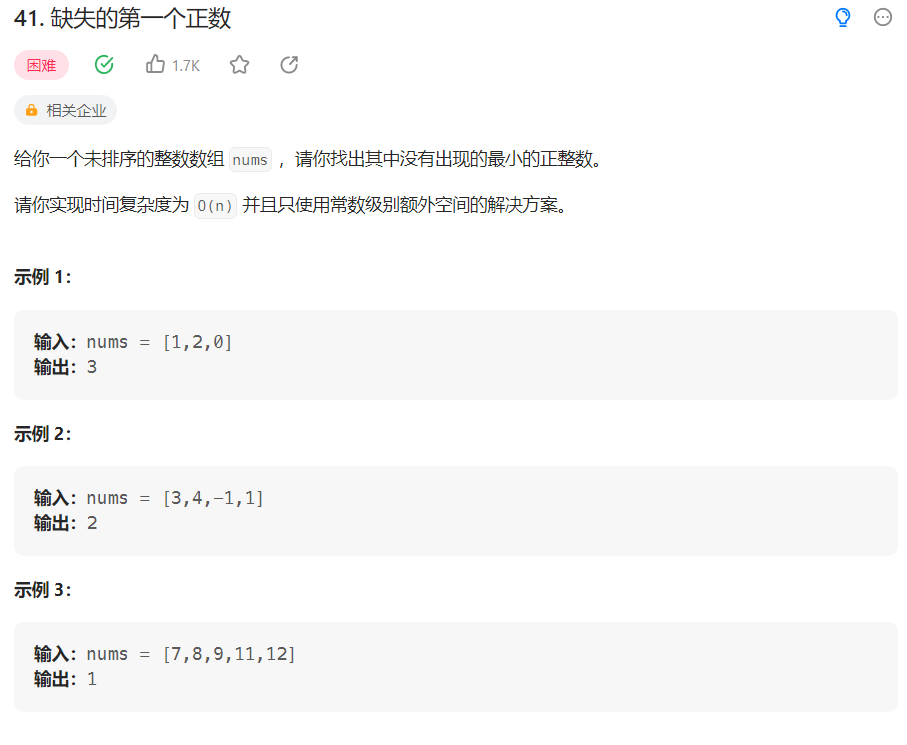 41. 缺失的第一个正数
困难 1.7K
相关企业
给你一个未排序的整数数组 nums ，请你找出其中没有出现的最小的正整数。
请你实现时间复杂度为 O(n) 并且只使用常数级别额外空间的解决方案。
示例 1：
输入：nums = [1,2,0]
输出：3
示例 2：
输入：nums = [3,4,-1,1]
输出：2
示例 3：
输入：nums = [7,8,9,11,12]
输出：1